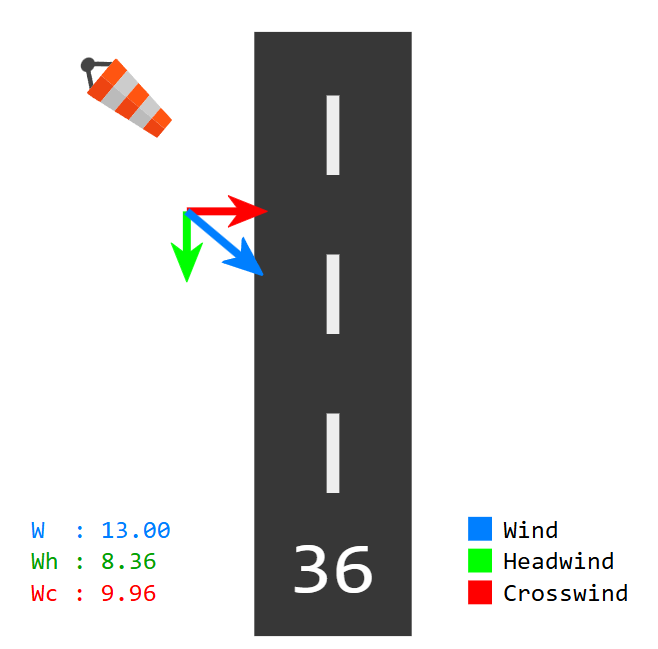 36
W  : 13.00
Wh : 8.36
Wc : 9.96
Wind
Headwind
Crosswind